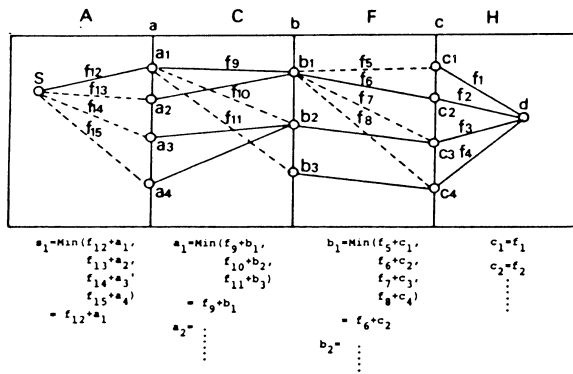 A C F H
a b c
S
f12
f13
f14
f15
a1
a2
a3
a4
f9
f10
f11
b1
b2
b3
f5
f6
f7
f8
c1
c2
c3
c4
f1
f2
f3
f4
d
s1=Min(f12+a1,
f13+a2,
f14+a3,
f15+a4)
= f12+a1
a1=Min(f9+b1,
f10+b2,
f11+b3)
= f9+b1
a2=
b1=Min(f5+c1,
f6+c2,
f7+c3,
f8+c4)
= f6+c2
b2=
c1=f1
c2=f2